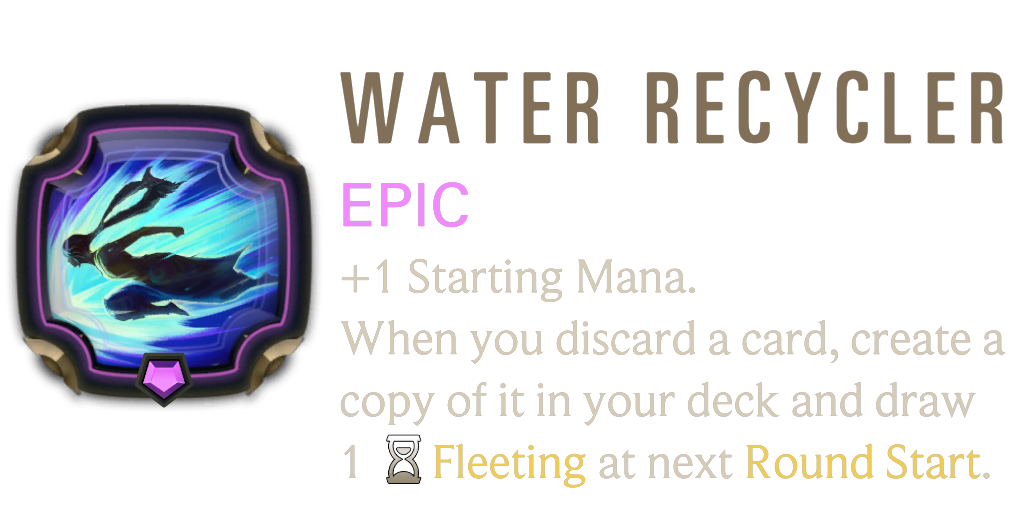 WATER RECYCLER
EPIC
+1 Starting Mana.
When you discard a card, create a
copy of it in your deck and draw
1 Fleeting at next Round Start.